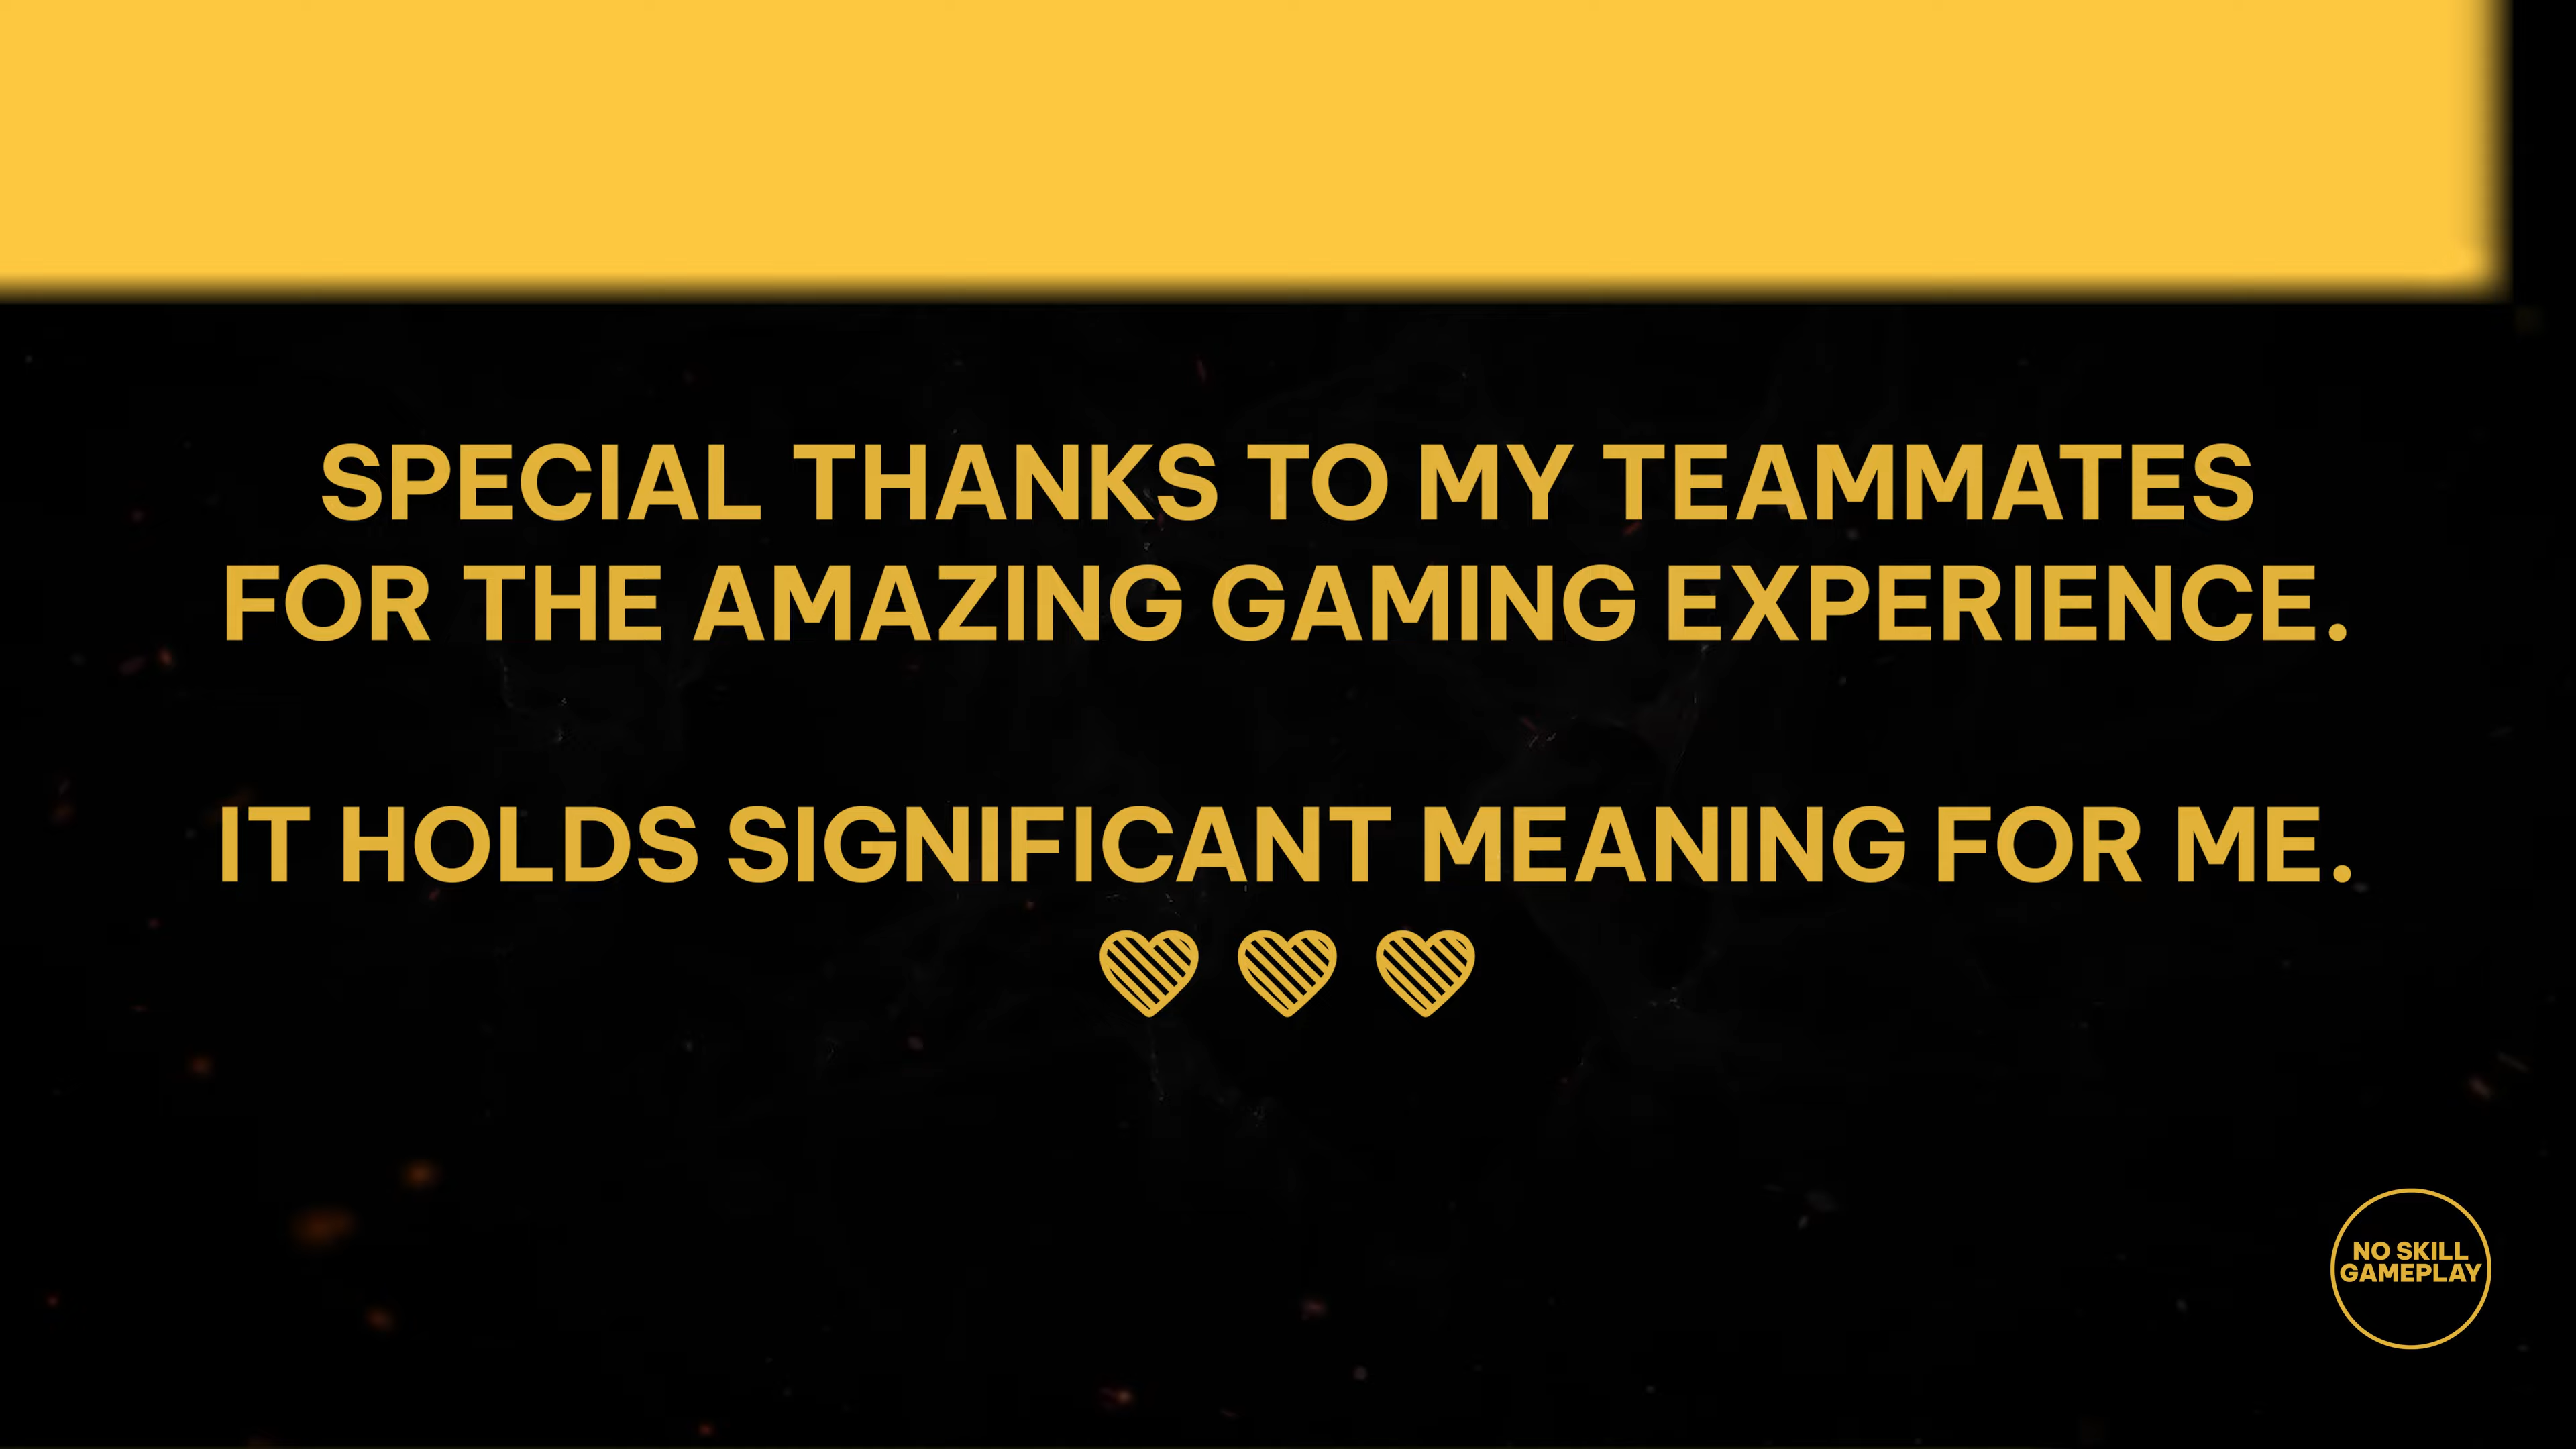 SPECIAL THANKS TO MY TEAMMATES
FOR THE AMAZING GAMING EXPERIENCE.
IT HOLDS SIGNIFICANT MEANING FOR ME.
NO SKILL
GAMEPLAY